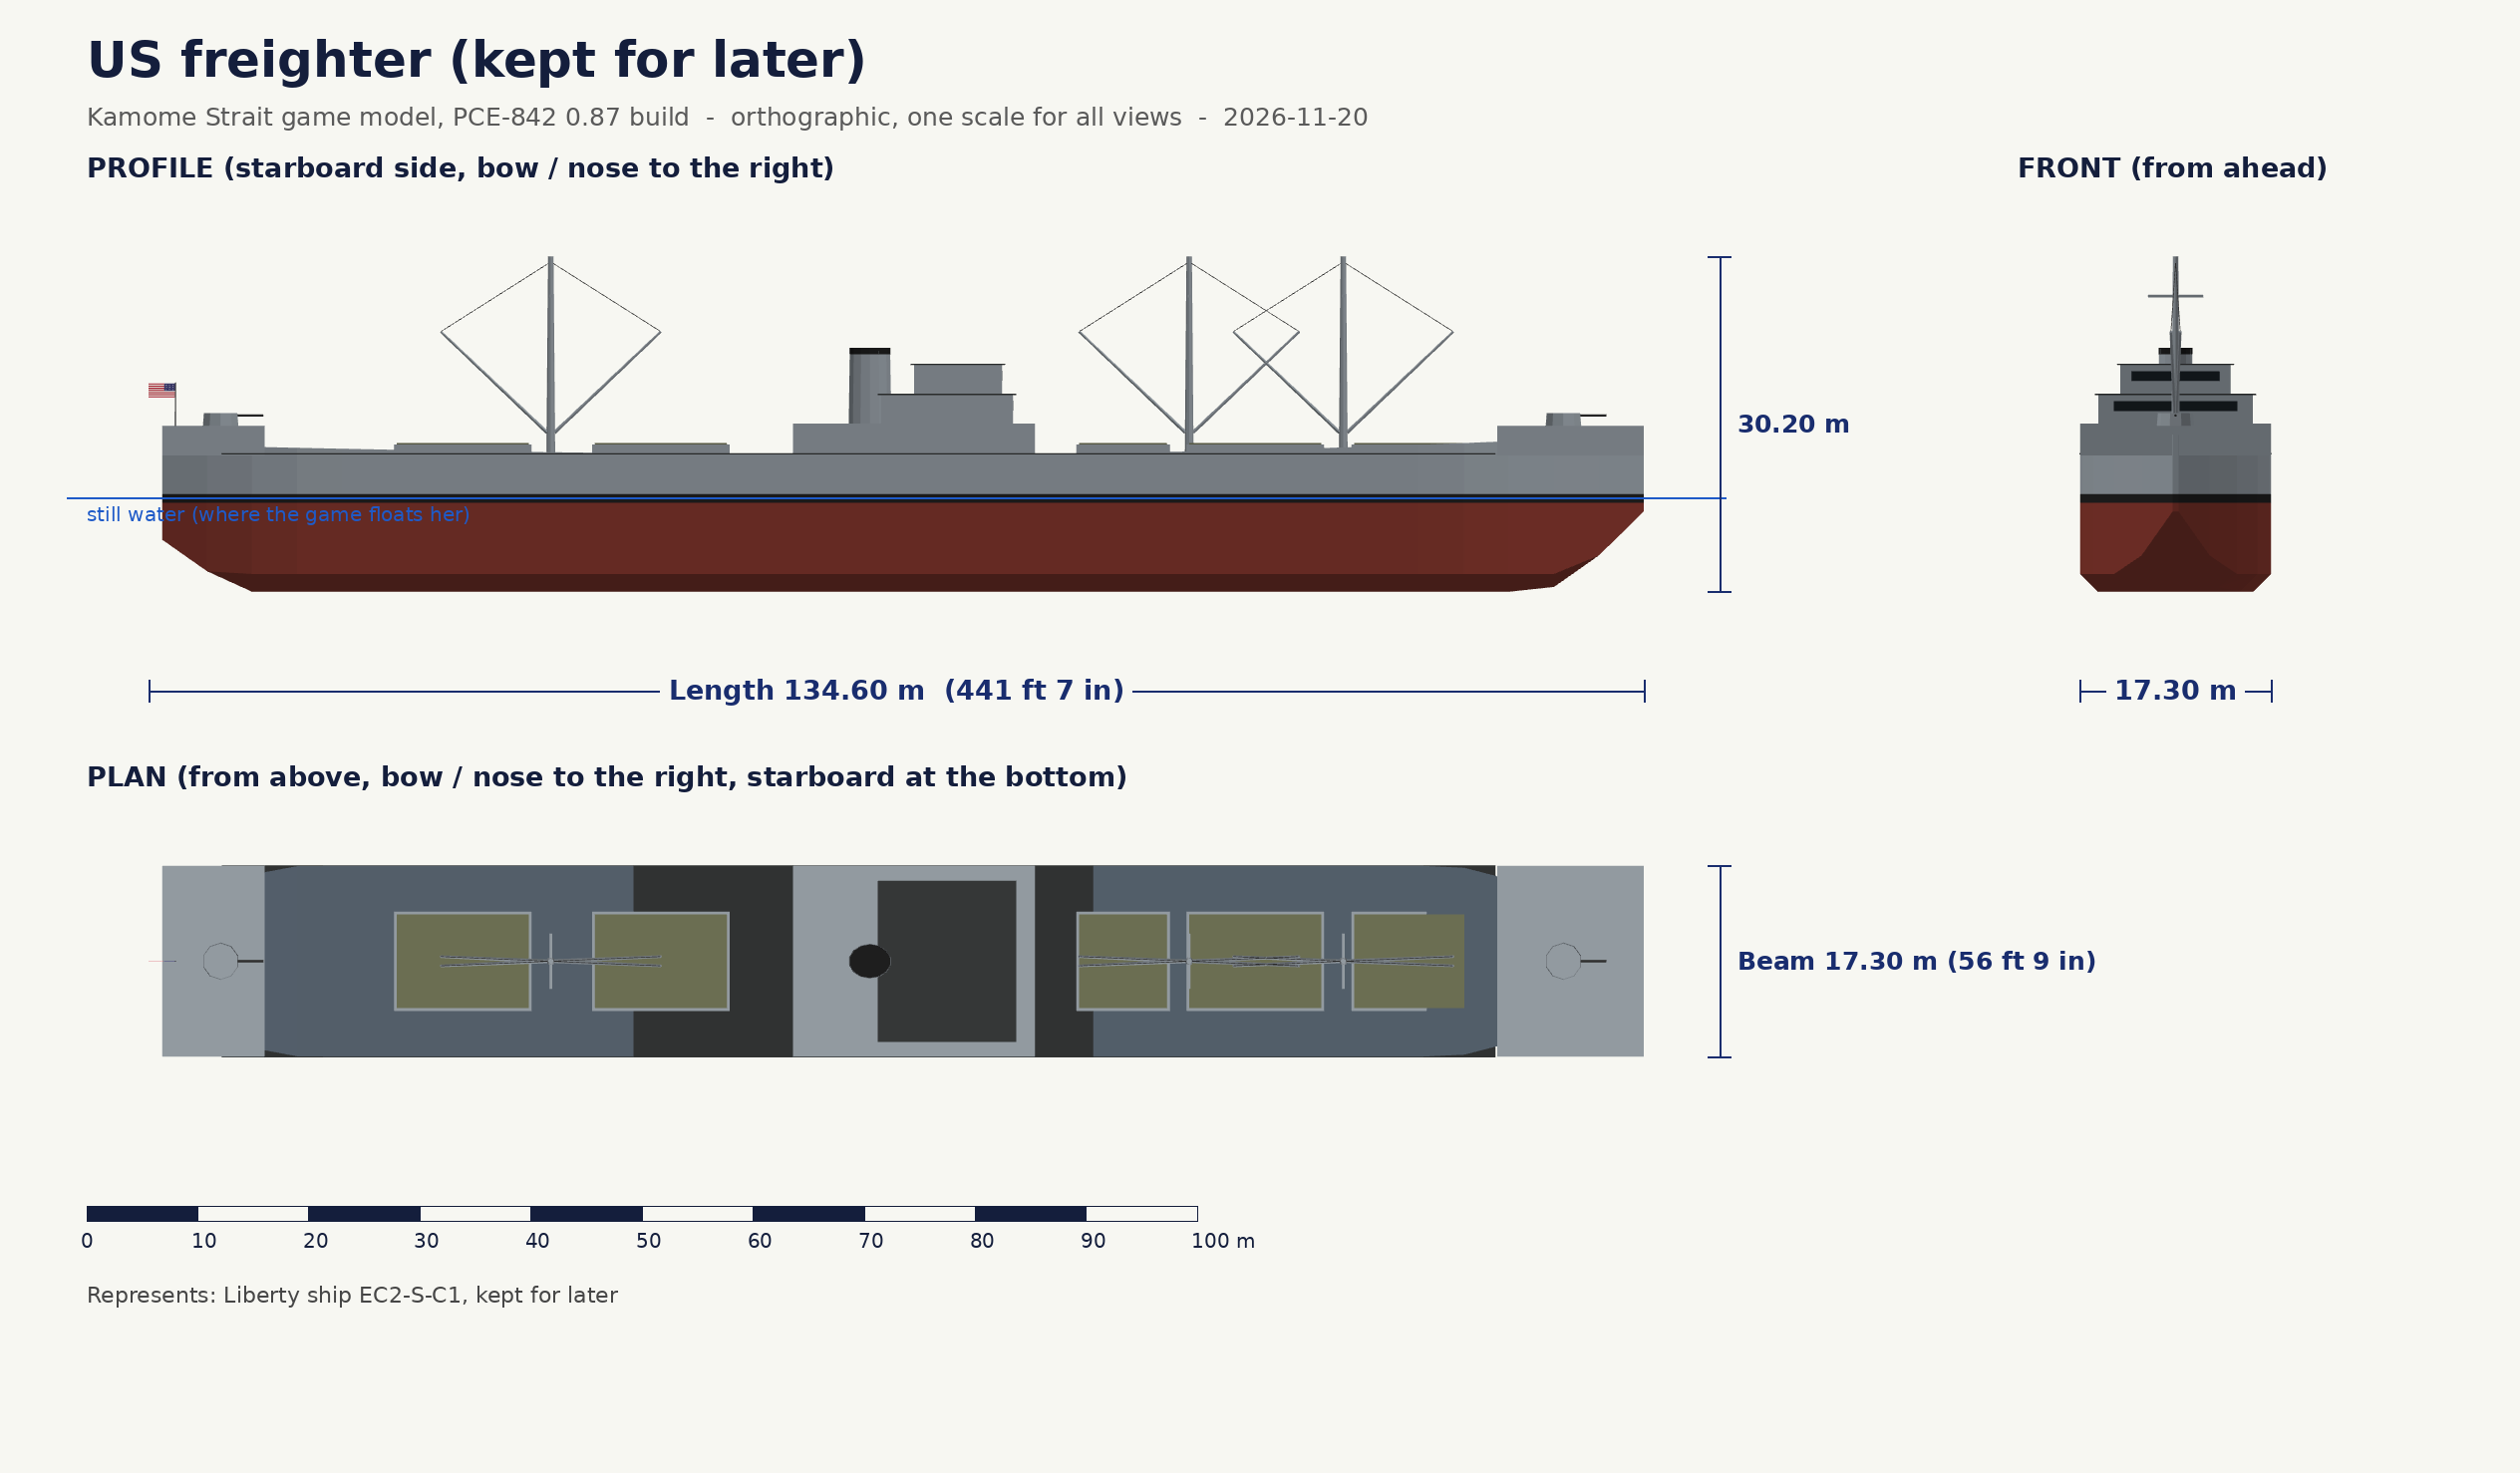 US freighter (kept for later)
Kamome Strait game model, PCE-842 0.87 build - orthographic, one scale for all views - 2026-11-20
PROFILE (starboard side, bow / nose to the right)
FRONT (from ahead)
30.20 m
still water (where the game floats her)
Length 134.60 m (441 ft 7 in)
17.30 m
PLAN (from above, bow / nose to the right, starboard at the bottom)
Beam 17.30 m (56 ft 9 in)
0 10 20 30 40 50 60 70 80 90 100 m
Represents: Liberty ship EC2-S-C1, kept for later